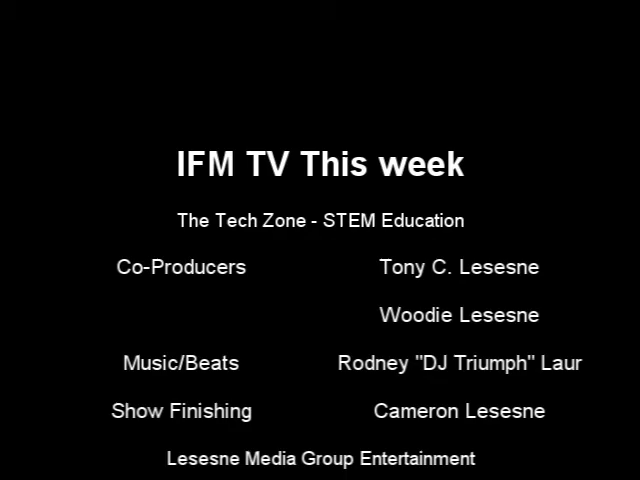 IFM TV This week
The Tech Zone - STEM Education
Co-Producers Tony C. Lesesne
Woodie Lesesne
Music/Beats Rodney "DJ Triumph" Laur
Show Finishing Cameron Lesesne
Lesesne Media Group Entertainment